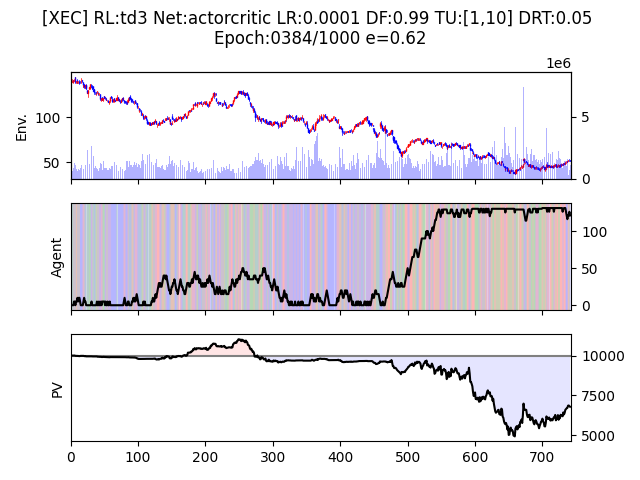 [XEC] RL:td3 Net:actorcritic LR:0.0001 DF:0.99 TU:[1,10] DRT:0.05
Epoch:0384/1000 e=0.62
1e6
Env.
100
50
5
0
Agent
100
50
0
PV
10000
7500
5000
0 100 200 300 400 500 600 700